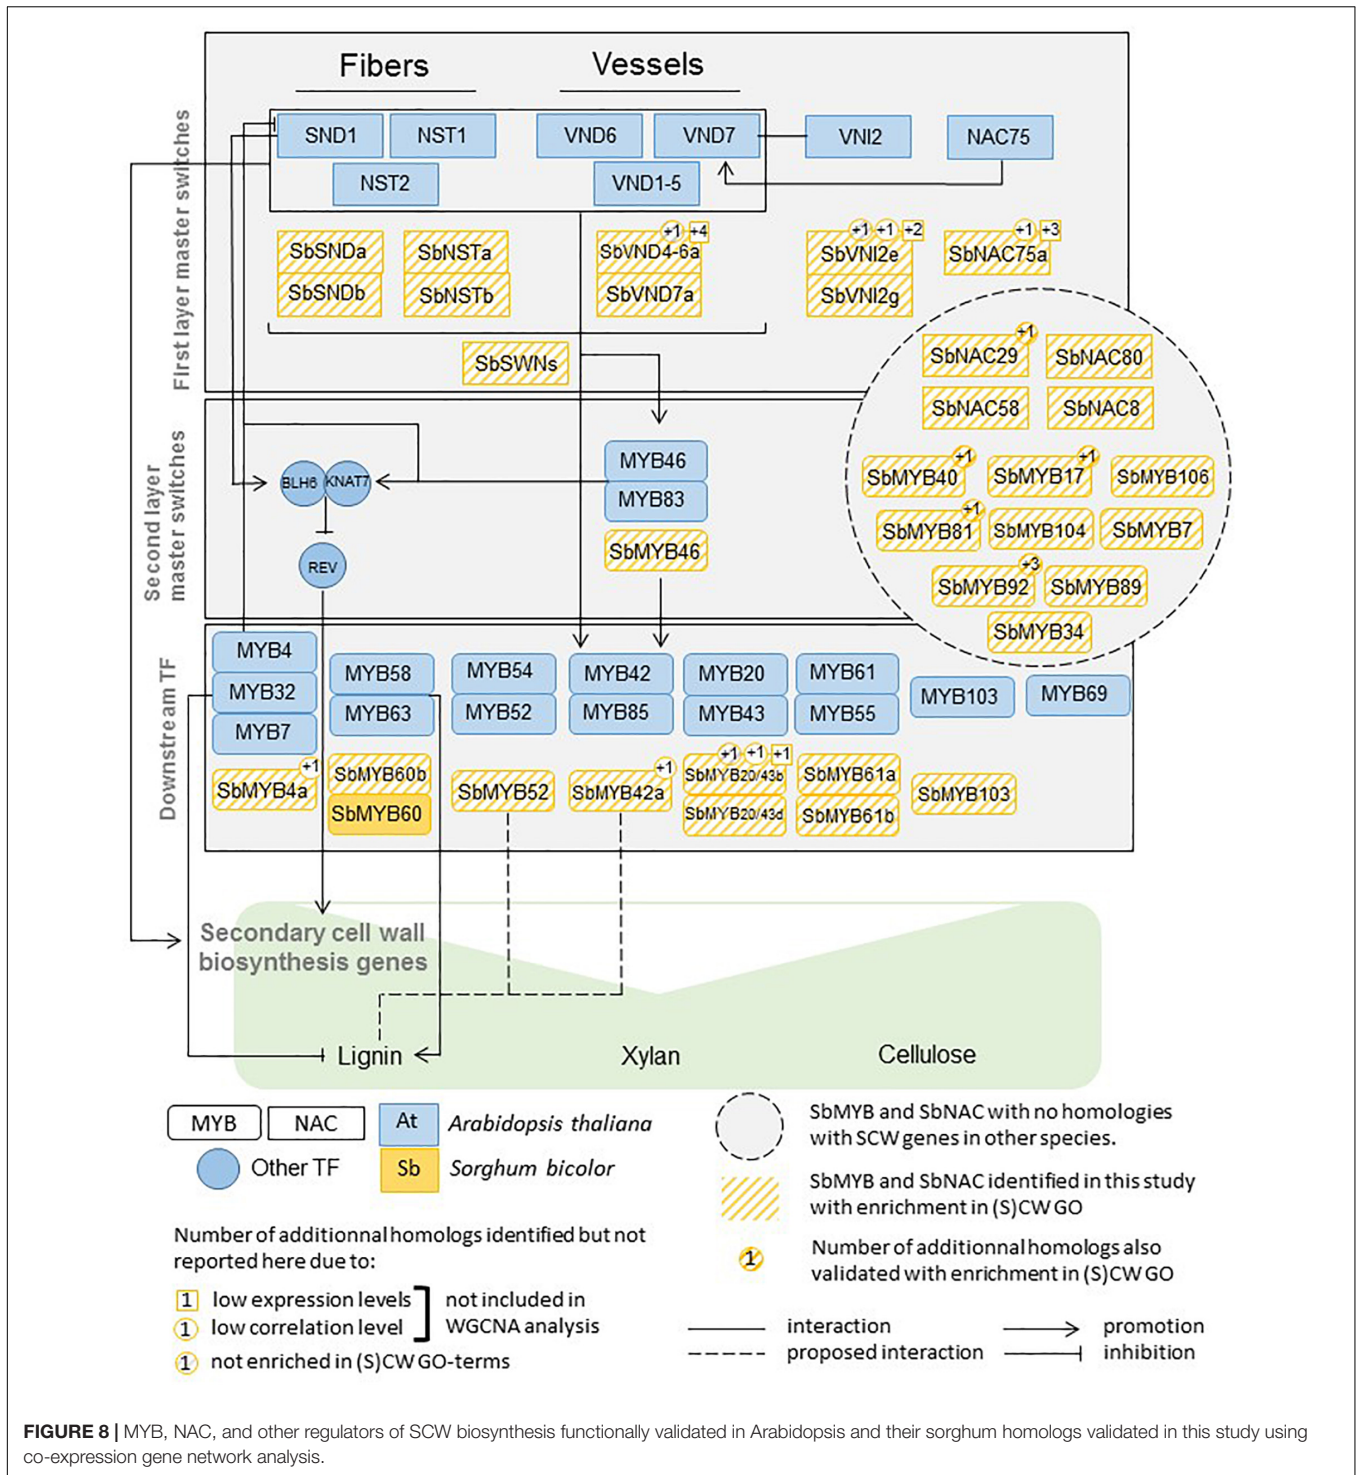 Fibers Vessels
First layer master switches
SND1 NST1 VND6 VND7 VNI2 NAC75
NST2 VND1-5
+1 +4 +1 +1 +2 +1 +3
SbSNDa SbNSTa SbVND4-6a SbVNI2e SbNAC75a
SbSNDb SbNSTb SbVND7a SbVNI2g
SbSWNs
+1
SbNAC29 SbNAC80
SbNAC58 SbNAC8
+1 +1
SbMYB40 SbMYB17 SbMYB106
+1
SbMYB81 SbMYB104 SbMYB7
+3
SbMYB92 SbMYB89
SbMYB34
Second layer
master switches
MYB46
BLH6 KNAT7
MYB83
SbMYB46
REV
Downstream TF
MYB4
MYB32
MYB7
MYB58 MYB54 MYB42 MYB20 MYB61
MYB63 MYB52 MYB85 MYB43 MYB55
MYB103 MYB69
+1 +1 +1 +1 +1
SbMYB4a SbMYB60b SbMYB52 SbMYB42a SbMYB20/43b SbMYB61a SbMYB103
SbMYB60 SbMYB20/43d SbMYB61b
Secondary cell wall
biosynthesis genes
Lignin Xylan Cellulose
MYB NAC At Arabidopsis thaliana
Other TF Sb Sorghum bicolor
Number of additionnal homologs identified but not
reported here due to:
1 low expression levels
1 low correlation level
not included in
WGCNA analysis
1 not enriched in (S)CW GO-terms
SbMYB and SbNAC with no homologies
with SCW genes in other species.
SbMYB and SbNAC identified in this study
with enrichment in (S)CW GO
1 Number of additionnal homologs also
validated with enrichment in (S)CW GO
interaction promotion
proposed interaction inhibition
FIGURE 8 | MYB, NAC, and other regulators of SCW biosynthesis functionally validated in Arabidopsis and their sorghum homologs validated in this study using
co-expression gene network analysis.